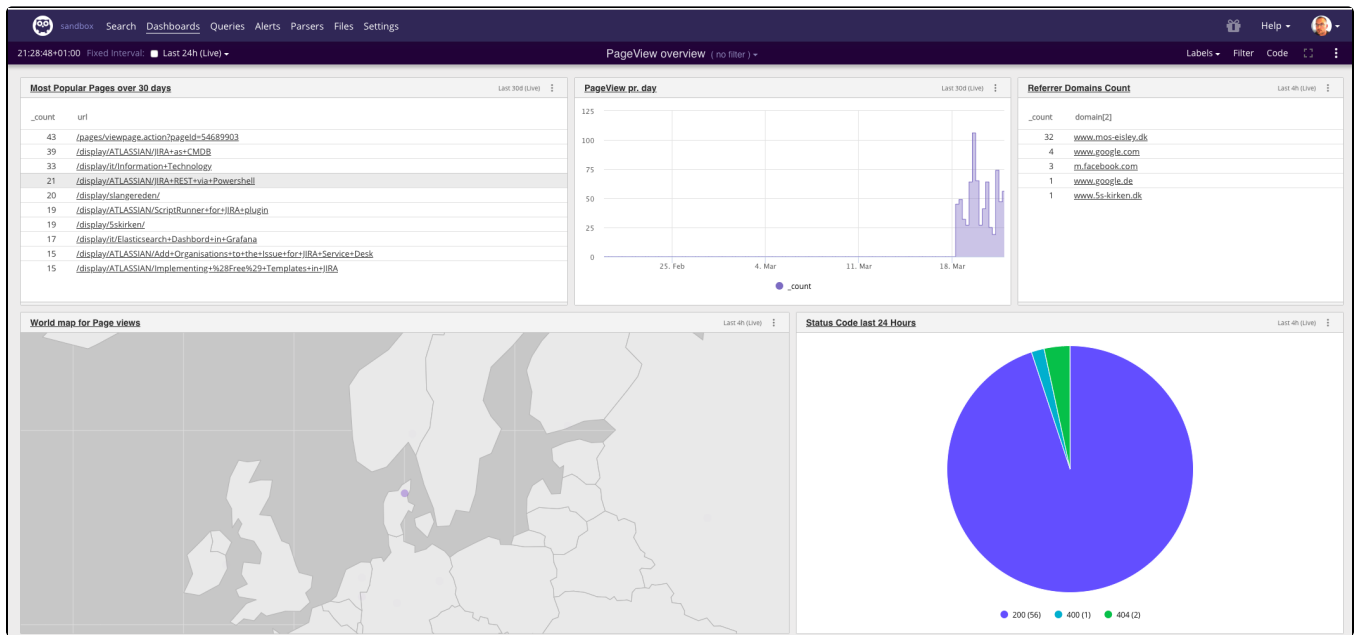 sandbox Search Dashboards Queries Alerts Parsers Files Settings Help
21:28:48+01:00 Fixed Interval: Last 24h (Live) PageView overview ( no filter ) Labels Filter Code
Most Popular Pages over 30 days Last 30d (Live)
_count url
43 /pages/viewpage.action?pageId=54689903
39 /display/ATLASSIAN/JIRA+as+CMDB
33 /display/it/Information+Technology
21 /display/ATLASSIAN/JIRA+REST+via+Powershell
20 /display/slangereden/
19 /display/ATLASSIAN/ScriptRunner+for+JIRA+plugin
19 /display/5skirken/
17 /display/it/Elasticsearch+Dashbord+in+Grafana
15 /display/ATLASSIAN/Add+Organisations+to+the+Issue+for+JIRA+Service+Desk
15 /display/ATLASSIAN/Implementing+%28Free%29+Templates+in+JIRA
PageView pr. day Last 30d (Live)
125
100
75
50
25
0
25. Feb 4. Mar 11. Mar 18. Mar
_count
Referrer Domains Count Last 4h (Live)
_count domain[2]
32 www.mos-eisley.dk
4 www.google.com
3 m.facebook.com
1 www.google.de
1 www.5s-kirken.dk
World map for Page views Last 4h (Live)
Status Code last 24 Hours Last 4h (Live)
200 (56) 400 (1) 404 (2)